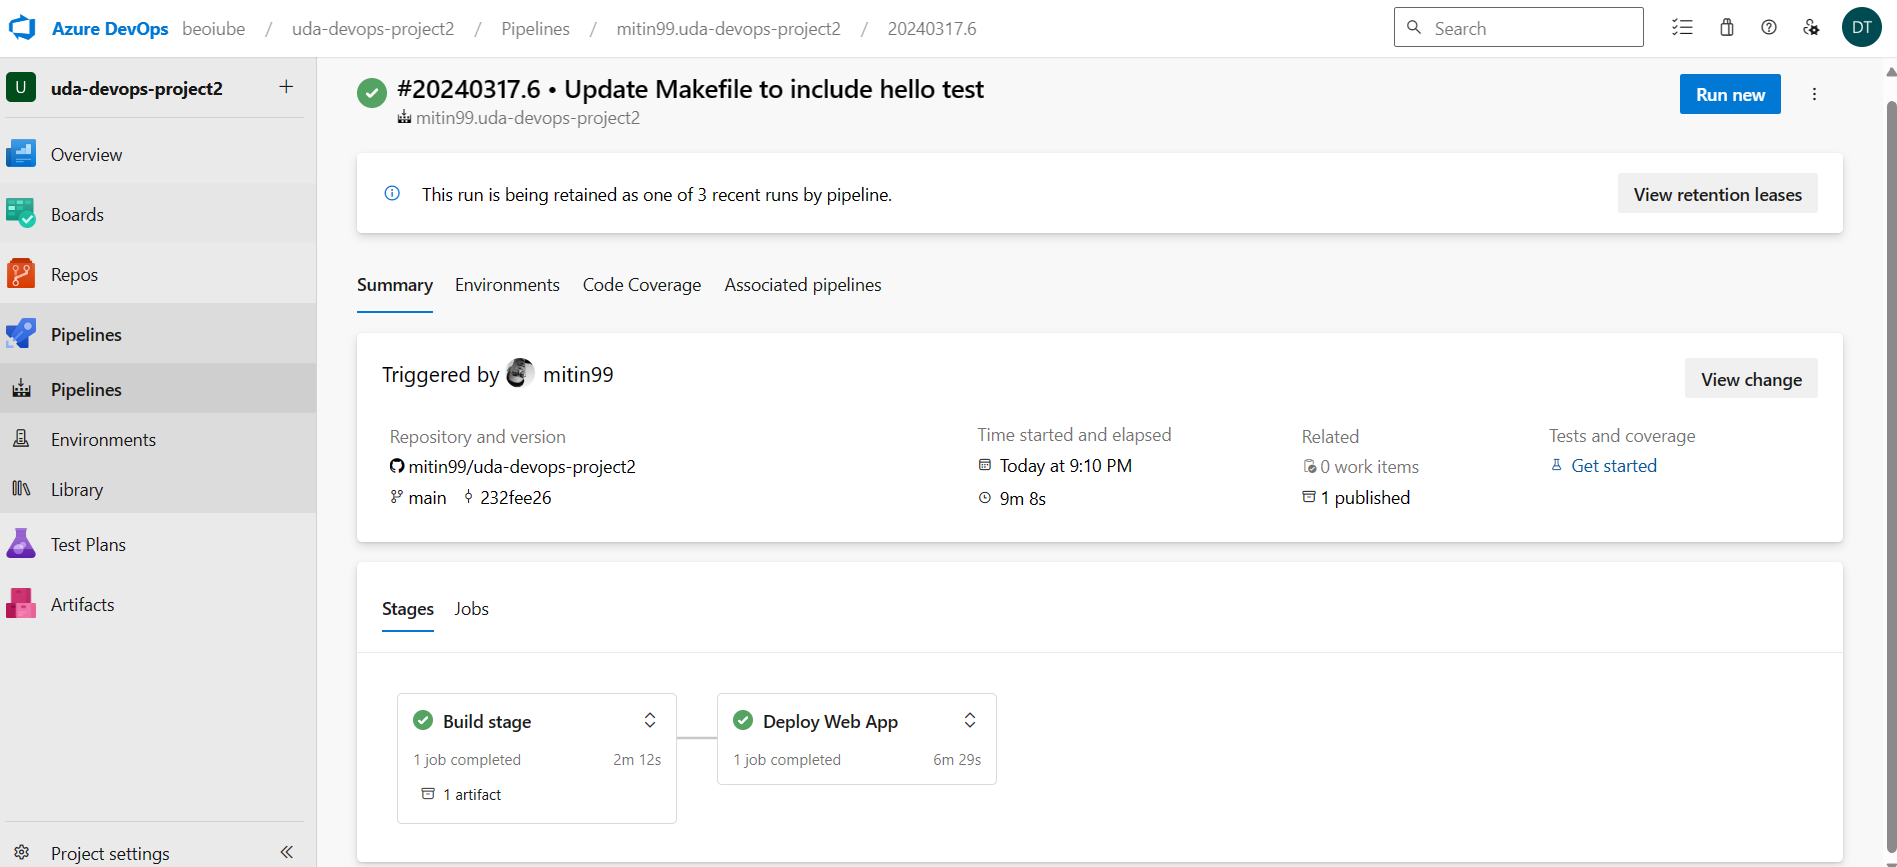 Azure DevOps beoiube / uda-devops-project2 / Pipelines / mitin99.uda-devops-project2 / 20240317.6
Search
DT
U uda-devops-project2 +
Overview
Boards
Repos
Pipelines
Pipelines
Environments
Library
Test Plans
Artifacts
Project settings
#20240317.6 • Update Makefile to include hello test
mitin99.uda-devops-project2
Run new
This run is being retained as one of 3 recent runs by pipeline.
View retention leases
Summary Environments Code Coverage Associated pipelines
Triggered by mitin99
View change
Repository and version
mitin99/uda-devops-project2
main 232fee26
Time started and elapsed
Today at 9:10 PM
9m 8s
Related
0 work items
1 published
Tests and coverage
Get started
Stages Jobs
Build stage
1 job completed 2m 12s
1 artifact
Deploy Web App
1 job completed 6m 29s